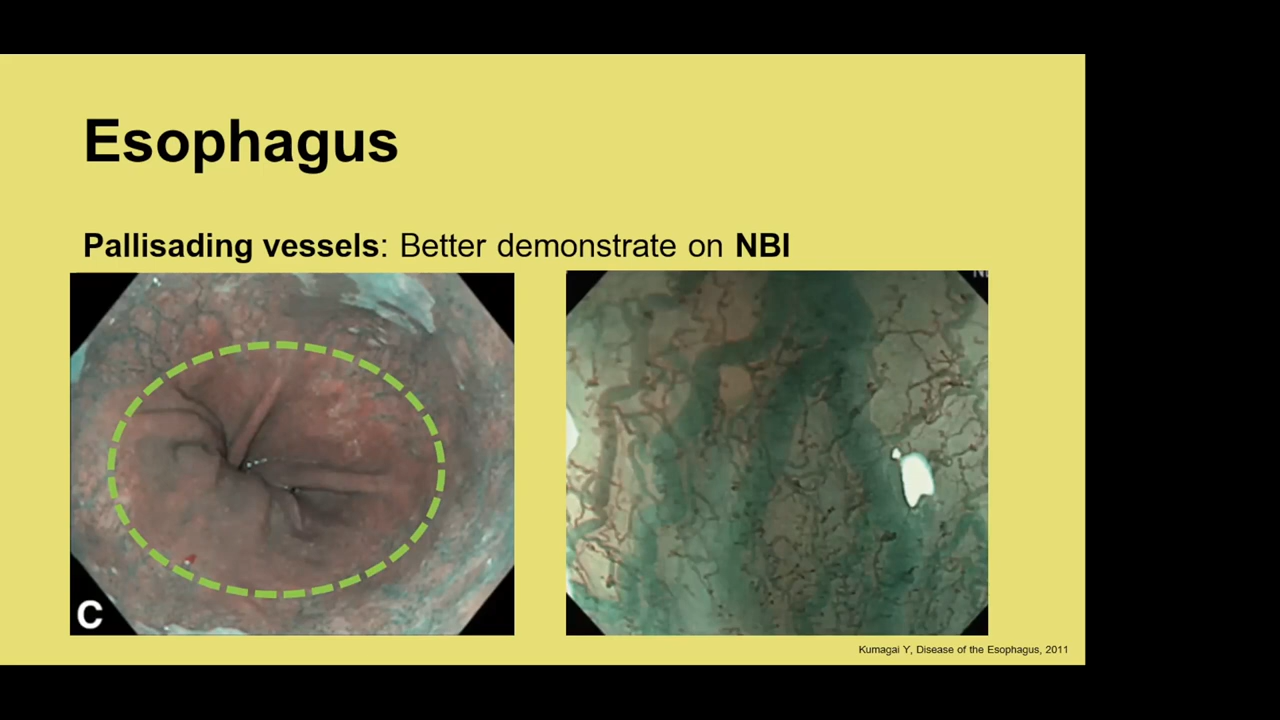 Esophagus
Pallisading vessels: Better demonstrate on NBI
C
Kumagai Y, Disease of the Esophagus, 2011